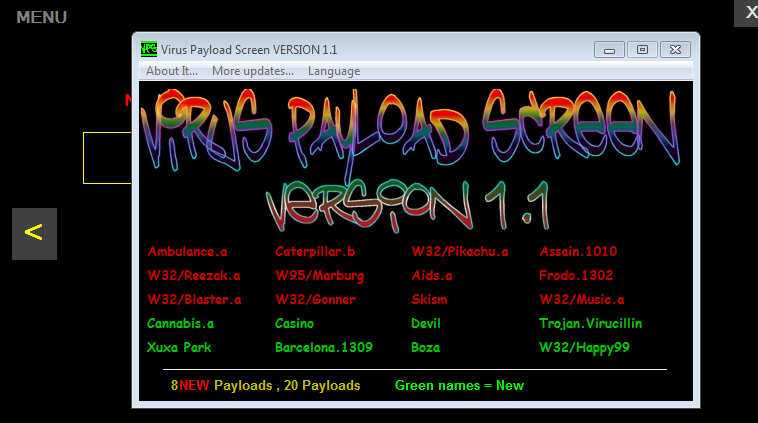 MENU
X
Virus Payload Screen VERSION 1.1
About It... More updates... Language
VIRUS PAYLOAD SCREEN
VERSION 1.1
Ambulance.a Caterpillar.b W32/Pikachu.a Assain.1010
W32/Reezak.a W95/Marburg Aids.a Frodo.1302
W32/Blaster.a W32/Gonner Skism W32/Music.a
Cannabis.a Casino Devil Trojan.Virucillin
Xuxa Park Barcelona.1309 Boza W32/Happy99
8NEW Payloads , 20 Payloads Green names = New
<